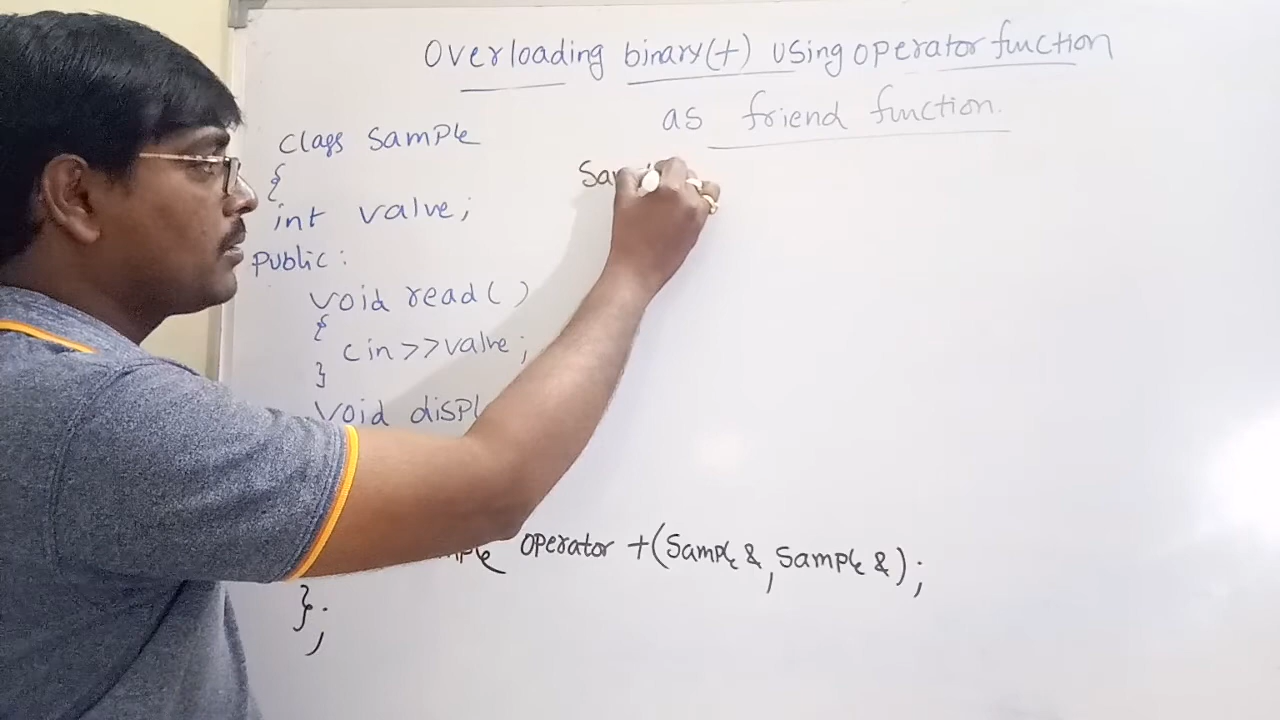 Overloading binary(+) using operator function
as friend function.
class Sample
{
int value;
public:
void read( )
{
cin>>value;
}
void
operator +(Sample &, Sample &);
};